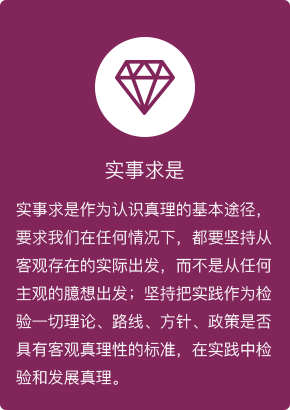 实事求是
实事求是作为认识真理的基本途径，
要求我们在任何情况下，都要坚持从
客观存在的实际出发，而不是从任何
主观的臆想出发；坚持把实践作为检
验一切理论、路线、方针、政策是否
具有客观真理性的标准，在实践中检
验和发展真理。